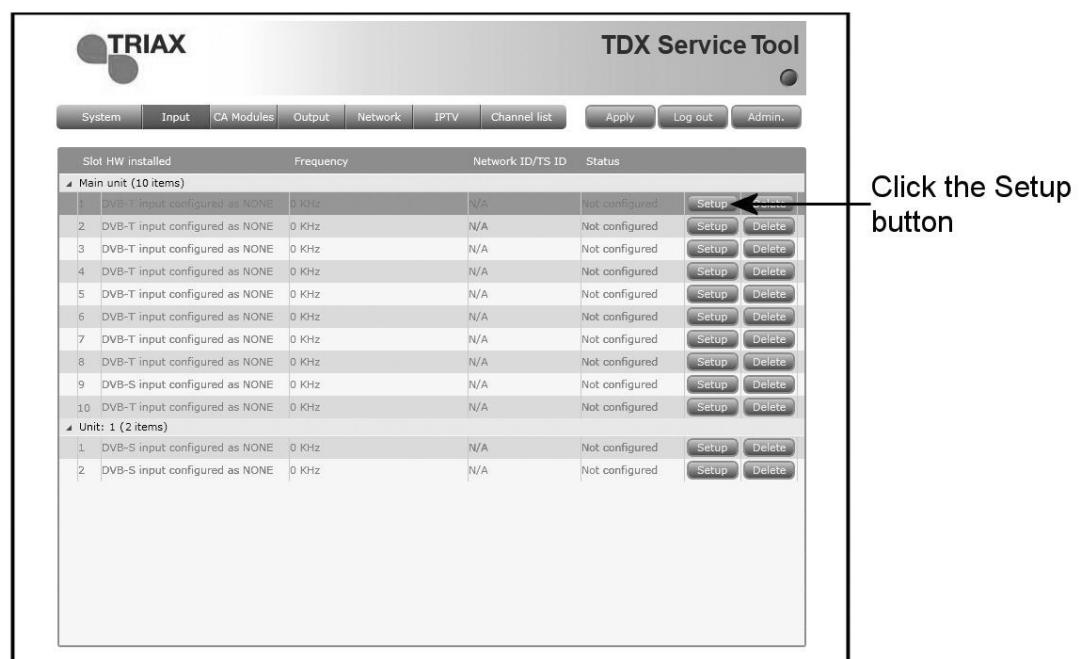 TRIAX
TDX Service Tool
System Input CA Modules Output Network IPTV Channel list Apply Log out Admin.
Slot HW installed Frequency Network ID/TS ID Status
Main unit (10 items)
1 DVB-T input configured as NONE 0 KHz N/A Not configured Setup Delete
2 DVB-T input configured as NONE 0 KHz N/A Not configured Setup Delete
3 DVB-T input configured as NONE 0 KHz N/A Not configured Setup Delete
4 DVB-T input configured as NONE 0 KHz N/A Not configured Setup Delete
5 DVB-T input configured as NONE 0 KHz N/A Not configured Setup Delete
6 DVB-T input configured as NONE 0 KHz N/A Not configured Setup Delete
7 DVB-T input configured as NONE 0 KHz N/A Not configured Setup Delete
8 DVB-T input configured as NONE 0 KHz N/A Not configured Setup Delete
9 DVB-S input configured as NONE 0 KHz N/A Not configured Setup Delete
10 DVB-T input configured as NONE 0 KHz N/A Not configured Setup Delete
Unit: 1 (2 items)
1 DVB-S input configured as NONE 0 KHz N/A Not configured Setup Delete
2 DVB-S input configured as NONE 0 KHz N/A Not configured Setup Delete
Click the Setup
button